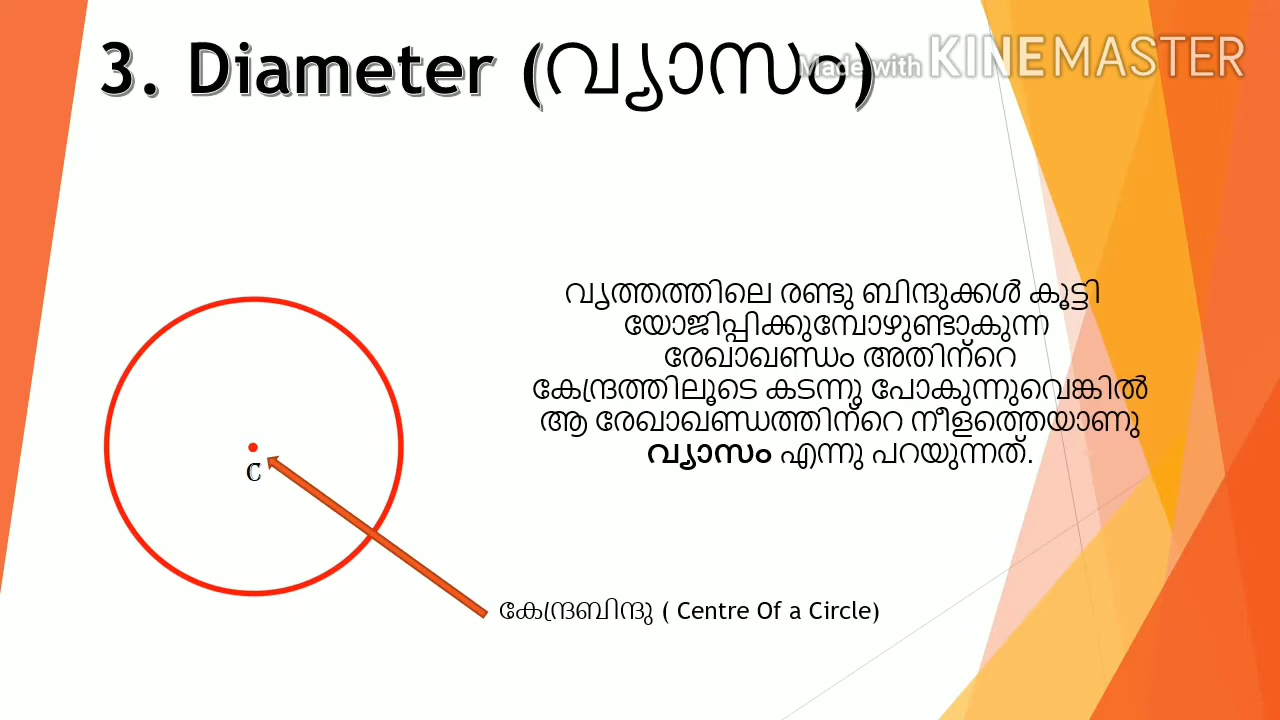 3. Diameter (വ്യാസം)
Made with KINEMASTER
വൃത്തത്തിലെ രണ്ടു ബിന്ദുക്കൾ കൂട്ടി
യോജിപ്പിക്കുമ്പോഴുണ്ടാകുന്ന
രേഖാഖണ്ഡം അതിന്റെ
കേന്ദ്രത്തിലൂടെ കടന്നു പോകുന്നുവെങ്കിൽ
ആ രേഖാഖണ്ഡത്തിന്റെ നീളത്തെയാണു
വ്യാസം എന്നു പറയുന്നത്.
C
കേന്ദ്രബിന്ദു ( Centre Of a Circle)